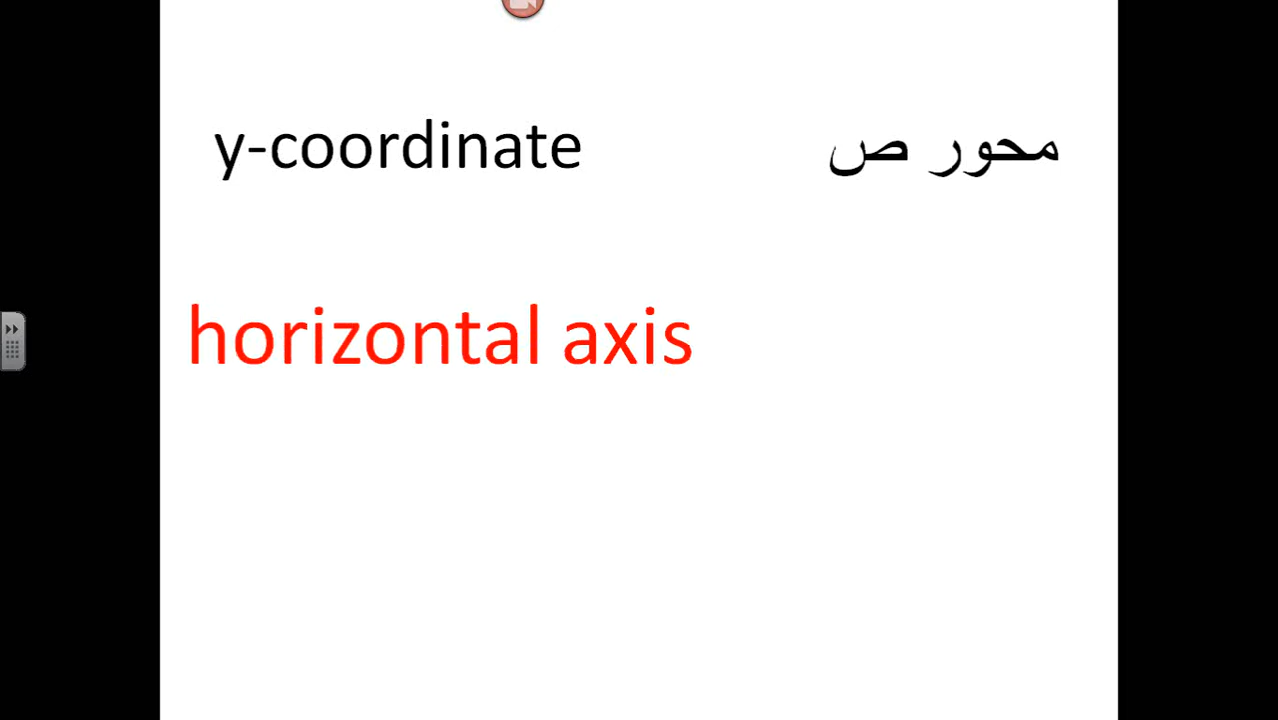 y-coordinate محور ص
horizontal axis